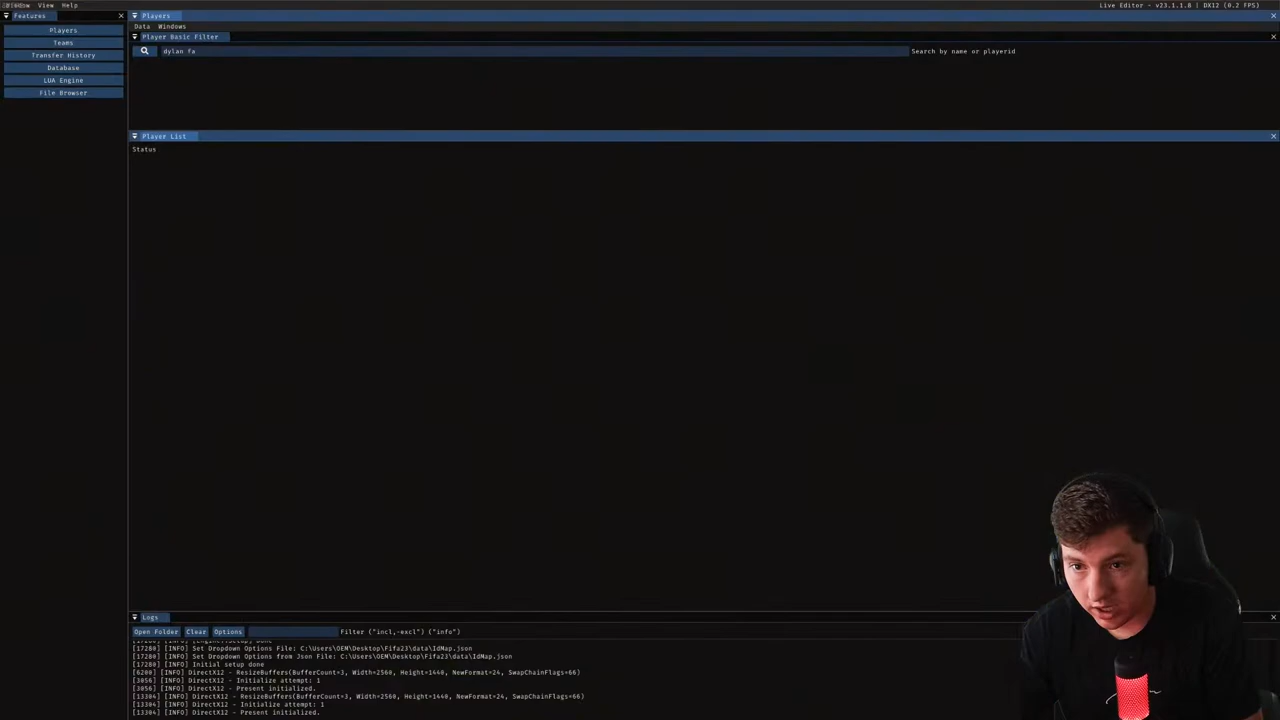 View Help
Live Editor - v23.1.1.8 | DX12 (0.2 FPS)
Features
Players
Data Windows
Players
Teams
Transfer History
Database
LUA Engine
File Browser
Player Basic Filter
dylan fa
Search by name or playerid
Player List
Status
Logs
Open Folder Clear Options Filter ("incl,-excl") ("info")
[17280] [INFO] Set Dropdown Options File: C:\Users\OEM\Desktop\Fifa23\data\IdMap.json
[17280] [INFO] Set Dropdown Options from Json File: C:\Users\OEM\Desktop\Fifa23\data\IdMap.json
[17280] [INFO] Initial setup done
[6200] [INFO] DirectX12 - ResizeBuffers(BufferCount=3, Width=2560, Height=1440, NewFormat=24, SwapChainFlags=66)
[3056] [INFO] DirectX12 - Initialize attempt: 1
[3056] [INFO] DirectX12 - Present initialized.
[13304] [INFO] DirectX12 - ResizeBuffers(BufferCount=3, Width=2560, Height=1440, NewFormat=24, SwapChainFlags=66)
[13304] [INFO] DirectX12 - Initialize attempt: 1
[13304] [INFO] DirectX12 - Present initialized.